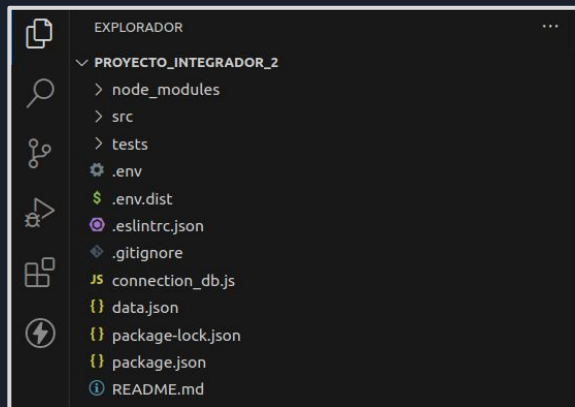 EXPLORADOR
PROYECTO_INTEGRADOR_2
node_modules
src
tests
.env
.env.dist
.eslintrc.json
.gitignore
JS connection_db.js
{} data.json
{} package-lock.json
{} package.json
README.md